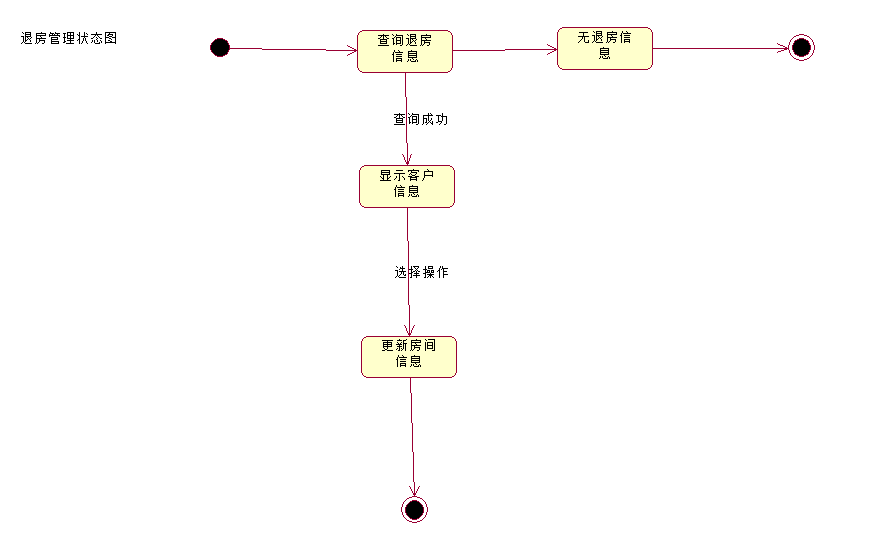 退房管理状态图
查询退房
信息
无退房信
息
查询成功
显示客户
信息
选择操作
更新房间
信息